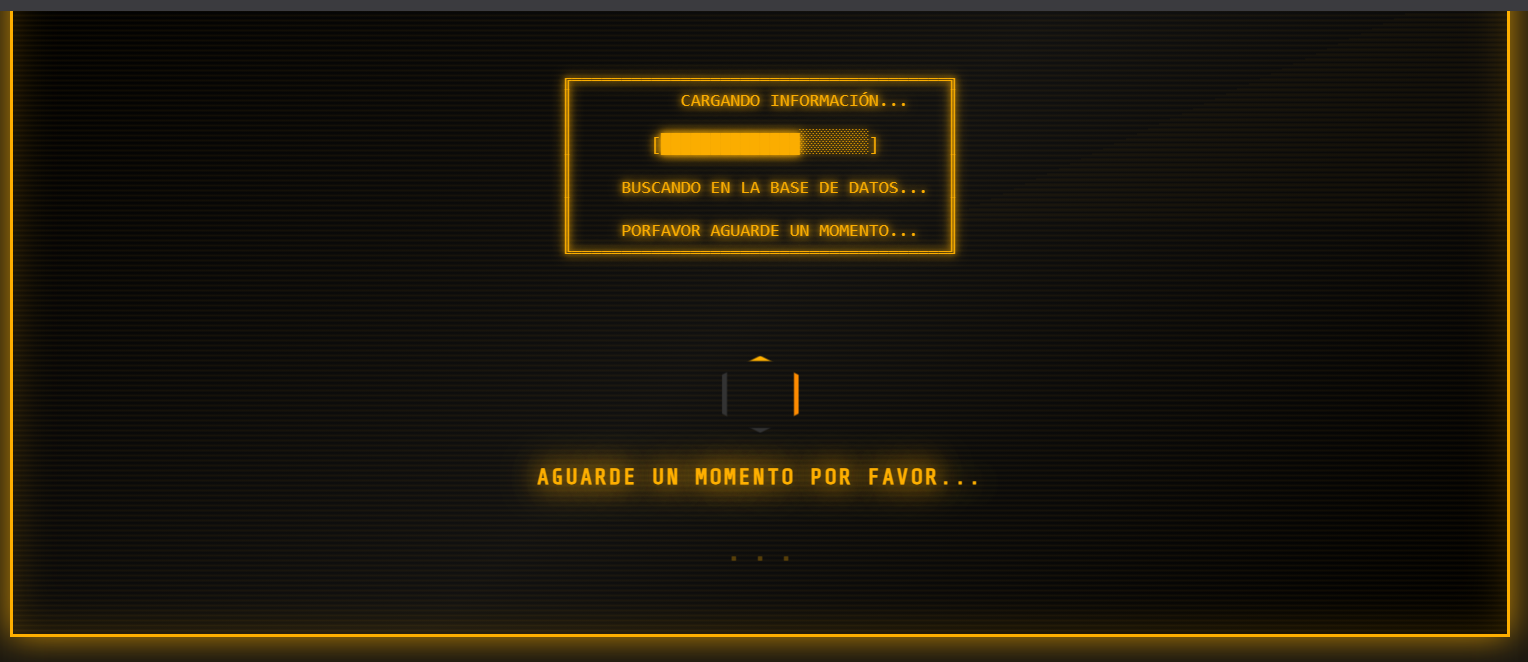 CARGANDO INFORMACIÓN...
[██████████████░░░░░░░]
BUSCANDO EN LA BASE DE DATOS...
PORFAVOR AGUARDE UN MOMENTO...
AGUARDE UN MOMENTO POR FAVOR...
. . .